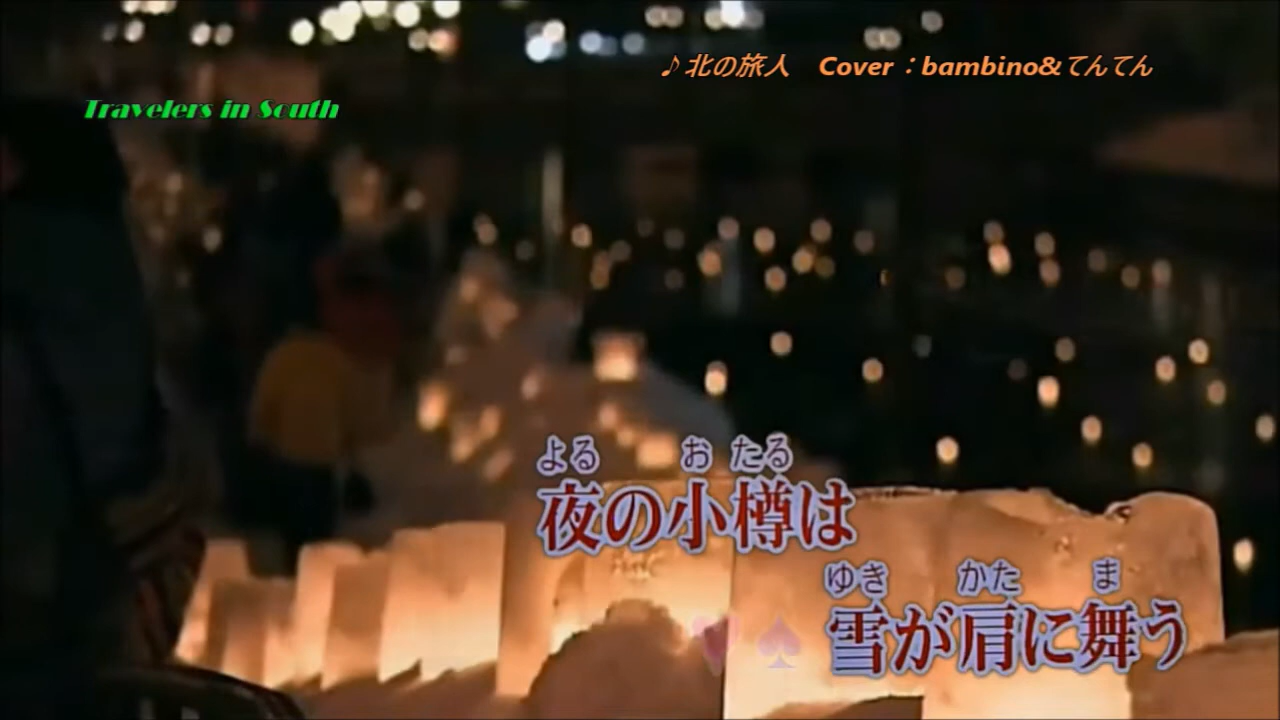 ♪北の旅人　Cover：bambino&てんてん
Travelers in South
よる　お たる
夜の小樽は
ゆき　かた　ま
雪が肩に舞う